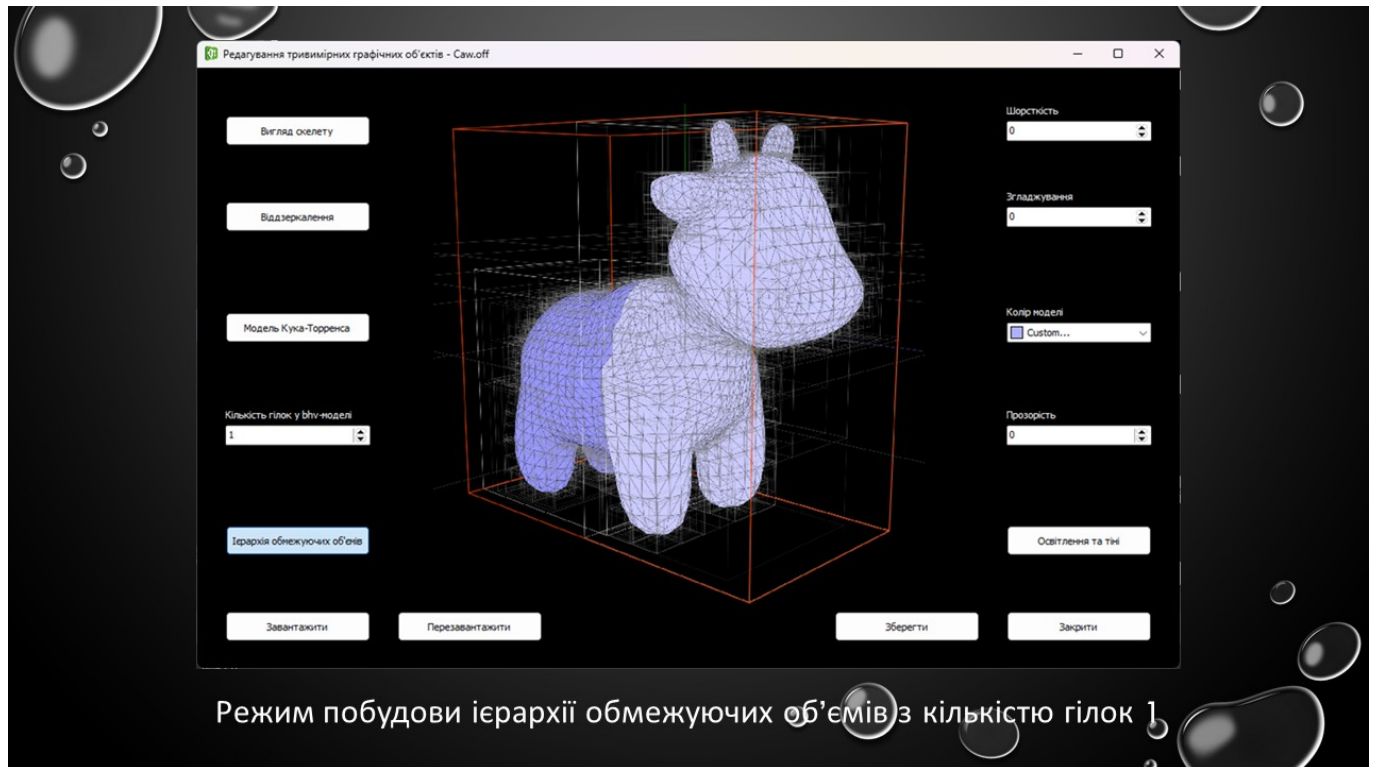 Редагування тривимірних графічних об'єктів - Caw.off
Вигляд скелету
Віддзеркалення
Модель Кука-Торренса
Кількість гілок у bhv-моделі
1
Ієрархія обмежуючих об'ємів
Завантажити
Перезавантажити
Шорсткість
0
Згладжування
0
Колір моделі
Custom...
Прозорість
0
Освітлення та тіні
Зберегти
Закрити
Режим побудови ієрархії обмежуючих об’ємів з кількістю гілок 1